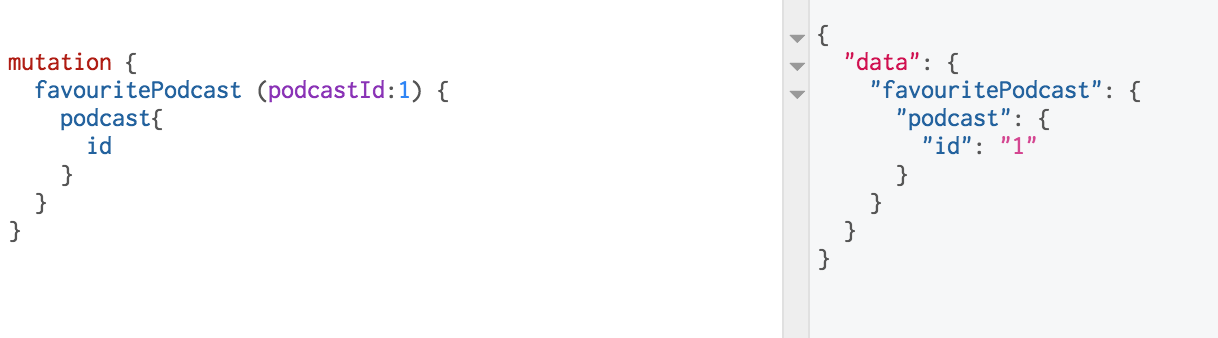 mutation {
favouritePodcast (podcastId:1) {
podcast{
id
}
}
}
{
"data": {
"favouritePodcast": {
"podcast": {
"id": "1"
}
}
}
}